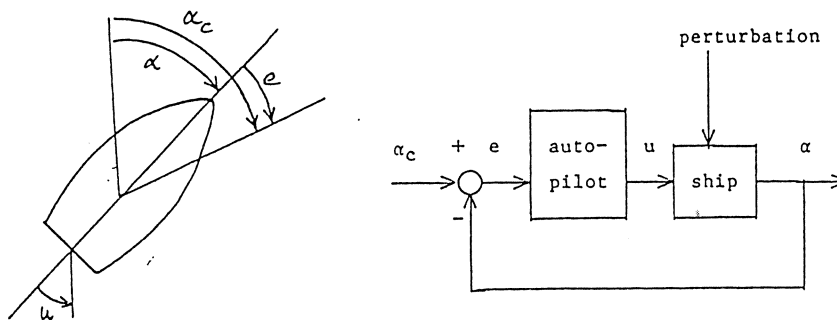 α_c
α
e
u
perturbation
α_c + e auto-pilot u ship α
−